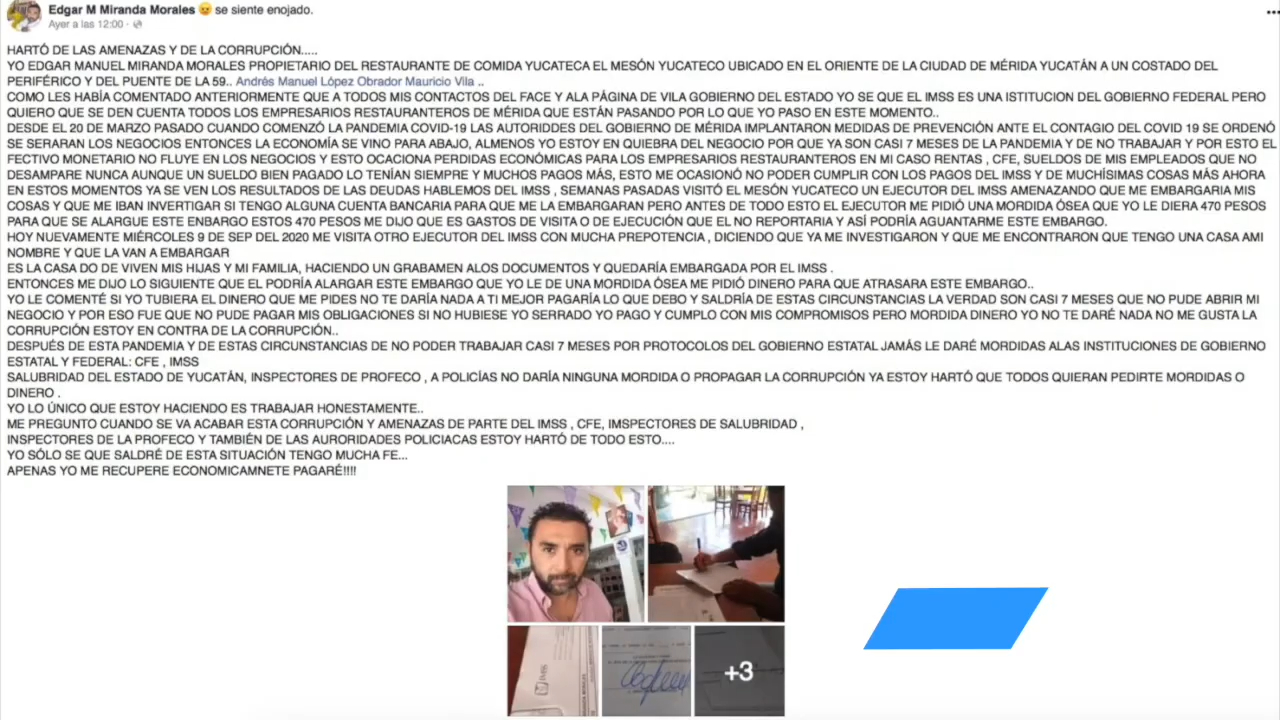 Edgar M Miranda Morales 😡 se siente enojado.
Ayer a las 12:00 ·
HARTÓ DE LAS AMENAZAS Y DE LA CORRUPCIÓN.....
YO EDGAR MANUEL MIRANDA MORALES PROPIETARIO DEL RESTAURANTE DE COMIDA YUCATECA EL MESÓN YUCATECO UBICADO EN EL ORIENTE DE LA CIUDAD DE MÉRIDA YUCATÁN A UN COSTADO DEL
PERIFÉRICO Y DEL PUENTE DE LA 59.. Andrés Manuel López Obrador Mauricio Vila ..
COMO LES HABÍA COMENTADO ANTERIORMENTE QUE A TODOS MIS CONTACTOS DEL FACE Y ALA PÁGINA DE VILA GOBIERNO DEL ESTADO YO SE QUE EL IMSS ES UNA ISTITUCION DEL GOBIERNO FEDERAL PERO
QUIERO QUE SE DEN CUENTA TODOS LOS EMPRESARIOS RESTAURANTEROS DE MÉRIDA QUE ESTÁN PASANDO POR LO QUE YO PASO EN ESTE MOMENTO..
DESDE EL 20 DE MARZO PASADO CUANDO COMENZÓ LA PANDEMIA COVID-19 LAS AUTORIDDES DEL GOBIERNO DE MÉRIDA IMPLANTARON MEDIDAS DE PREVENCIÓN ANTE EL CONTAGIO DEL COVID 19 SE ORDENÓ
SE SERARAN LOS NEGOCIOS ENTONCES LA ECONOMÍA SE VINO PARA ABAJO, ALMENOS YO ESTOY EN QUIEBRA DEL NEGOCIO POR QUE YA SON CASI 7 MESES DE LA PANDEMIA Y DE NO TRABAJAR Y POR ESTO EL
FECTIVO MONETARIO NO FLUYE EN LOS NEGOCIOS Y ESTO OCACIONA PERDIDAS ECONÓMICAS PARA LOS EMPRESARIOS RESTAURANTEROS EN MI CASO RENTAS , CFE, SUELDOS DE MIS EMPLEADOS QUE NO
DESAMPARE NUNCA AUNQUE UN SUELDO BIEN PAGADO LO TENÍAN SIEMPRE Y MUCHOS PAGOS MÁS, ESTO ME OCASIONÓ NO PODER CUMPLIR CON LOS PAGOS DEL IMSS Y DE MUCHÍSIMAS COSAS MÁS AHORA
EN ESTOS MOMENTOS YA SE VEN LOS RESULTADOS DE LAS DEUDAS HABLEMOS DEL IMSS , SEMANAS PASADAS VISITÓ EL MESÓN YUCATECO UN EJECUTOR DEL IMSS AMENAZANDO QUE ME EMBARGARIA MIS
COSAS Y QUE ME IBAN INVERTIGAR SI TENGO ALGUNA CUENTA BANCARIA PARA QUE ME LA EMBARGARAN PERO ANTES DE TODO ESTO EL EJECUTOR ME PIDIÓ UNA MORDIDA ÓSEA QUE YO LE DIERA 470 PESOS
PARA QUE SE ALARGUE ESTE ENBARGO ESTOS 470 PESOS ME DIJO QUE ES GASTOS DE VISITA O DE EJECUCIÓN QUE EL NO REPORTARIA Y ASÍ PODRÍA AGUANTARME ESTE EMBARGO.
HOY NUEVAMENTE MIÉRCOLES 9 DE SEP DEL 2020 ME VISITA OTRO EJECUTOR DEL IMSS CON MUCHA PREPOTENCIA , DICIENDO QUE YA ME INVESTIGARON Y QUE ME ENCONTRARON QUE TENGO UNA CASA AMI
NOMBRE Y QUE LA VAN A EMBARGAR
ES LA CASA DO DE VIVEN MIS HIJAS Y MI FAMILIA, HACIENDO UN GRABAMEN ALOS DOCUMENTOS Y QUEDARÍA EMBARGADA POR EL IMSS .
ENTONCES ME DIJO LO SIGUIENTE QUE EL PODRÍA ALARGAR ESTE EMBARGO QUE YO LE DE UNA MORDIDA ÓSEA ME PIDIÓ DINERO PARA QUE ATRASARA ESTE EMBARGO..
YO LE COMENTÉ SI YO TUBIERA EL DINERO QUE ME PIDES NO TE DARÍA NADA A TI MEJOR PAGARÍA LO QUE DEBO Y SALDRÍA DE ESTAS CIRCUNSTANCIAS LA VERDAD SON CASI 7 MESES QUE NO PUDE ABRIR MI
NEGOCIO Y POR ESO FUE QUE NO PUDE PAGAR MIS OBLIGACIONES SI NO HUBIESE YO SERRADO YO PAGO Y CUMPLO CON MIS COMPROMISOS PERO MORDIDA DINERO YO NO TE DARÉ NADA NO ME GUSTA LA
CORRUPCIÓN ESTOY EN CONTRA DE LA CORRUPCIÓN..
DESPUÉS DE ESTA PANDEMIA Y DE ESTAS CIRCUNSTANCIAS DE NO PODER TRABAJAR CASI 7 MESES POR PROTOCOLOS DEL GOBIERNO ESTATAL JAMÁS LE DARÉ MORDIDAS ALAS INSTITUCIONES DE GOBIERNO
ESTATAL Y FEDERAL: CFE , IMSS
SALUBRIDAD DEL ESTADO DE YUCATÁN, INSPECTORES DE PROFECO , A POLICÍAS NO DARÍA NINGUNA MORDIDA O PROPAGAR LA CORRUPCIÓN YA ESTOY HARTÓ QUE TODOS QUIERAN PEDIRTE MORDIDAS O
DINERO .
YO LO ÚNICO QUE ESTOY HACIENDO ES TRABAJAR HONESTAMENTE..
ME PREGUNTO CUANDO SE VA ACABAR ESTA CORRUPCIÓN Y AMENAZAS DE PARTE DEL IMSS , CFE, IMSPECTORES DE SALUBRIDAD ,
INSPECTORES DE LA PROFECO Y TAMBIÉN DE LAS AURORIDADES POLICIACAS ESTOY HARTÓ DE TODO ESTO....
YO SÓLO SE QUE SALDRÉ DE ESTA SITUACIÓN TENGO MUCHA FE...
APENAS YO ME RECUPERE ECONOMICAMNETE PAGARÉ!!!!
IMSS
+3